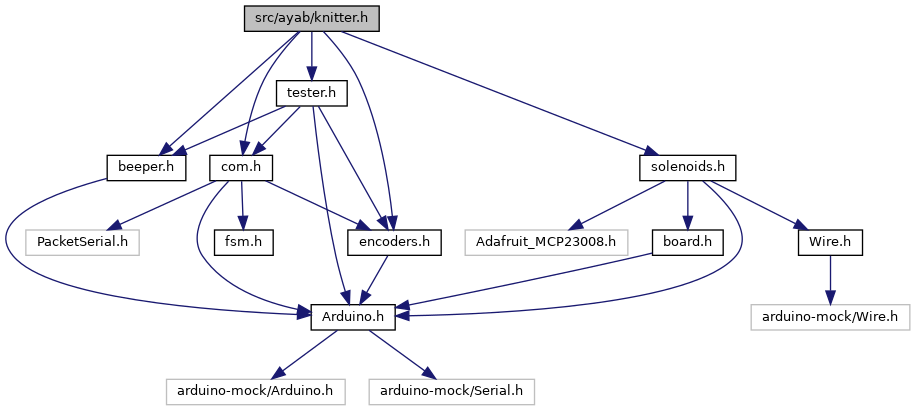 src/ayab/knitter.h
tester.h
beeper.h
com.h
solenoids.h
PacketSerial.h
fsm.h
encoders.h
Adafruit_MCP23008.h
board.h
Wire.h
Arduino.h
arduino-mock/Wire.h
arduino-mock/Arduino.h
arduino-mock/Serial.h